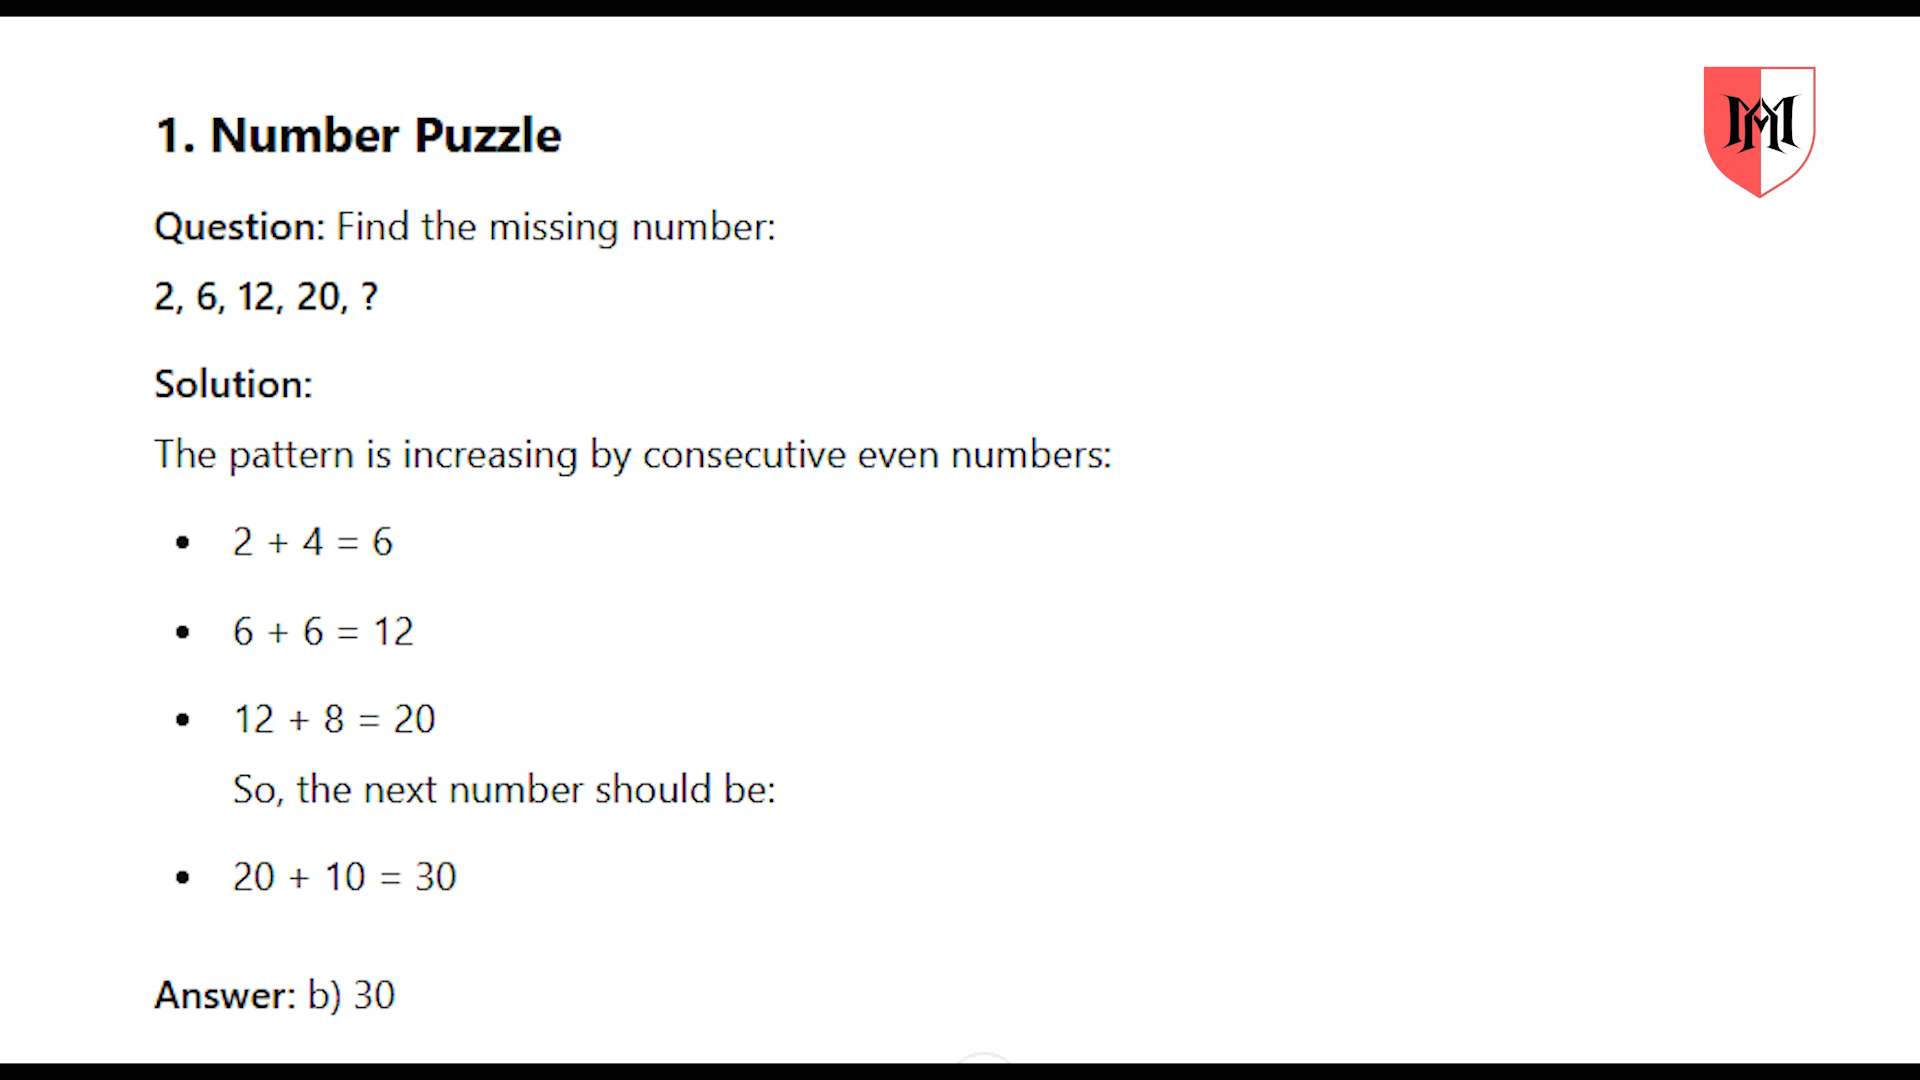 1. Number Puzzle
Question: Find the missing number:
2, 6, 12, 20, ?
Solution:
The pattern is increasing by consecutive even numbers:
• 2 + 4 = 6
• 6 + 6 = 12
• 12 + 8 = 20
So, the next number should be:
• 20 + 10 = 30
Answer: b) 30